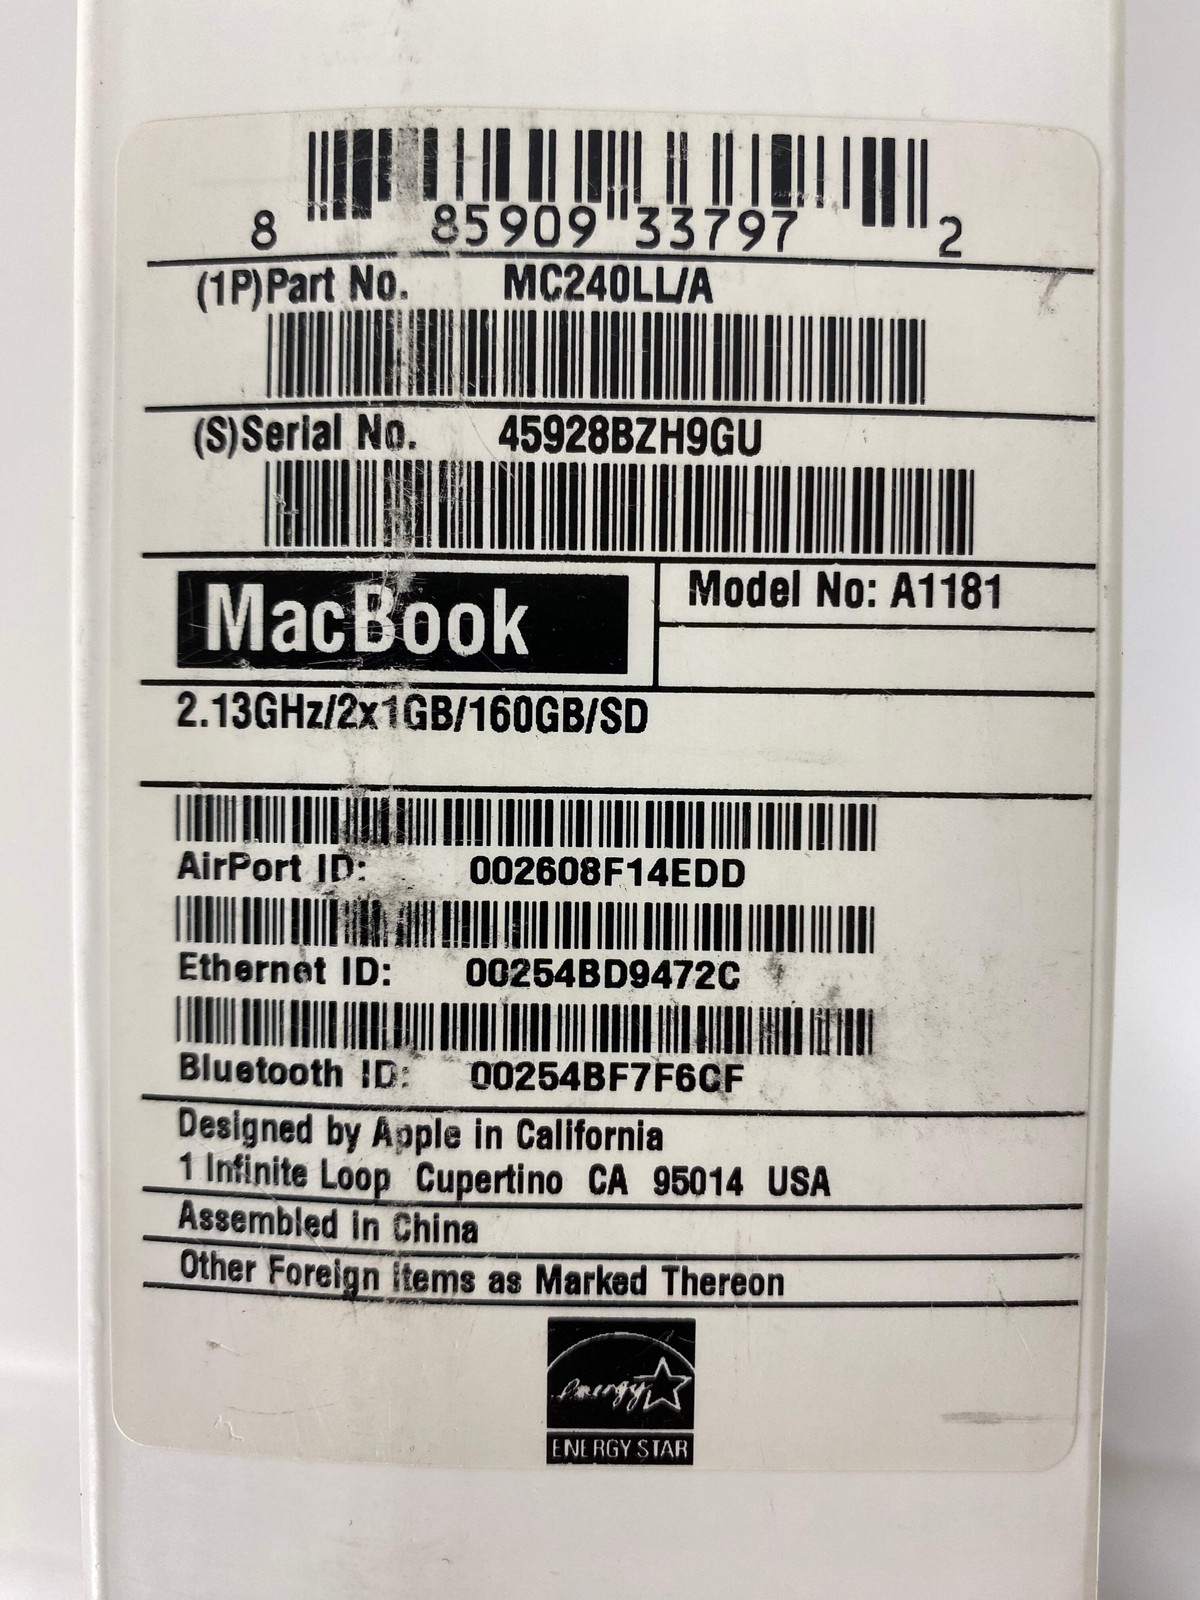 8 85909 33797 2
(1P)Part No. MC240LL/A
(S)Serial No. 45928BZH9GU
MacBook
Model No: A1181
2.13GHz/2x1GB/160GB/SD
AirPort ID: 002608F14EDD
Ethernet ID: 00254BD9472C
Bluetooth ID: 00254BF7F6CF
Designed by Apple in California
1 Infinite Loop Cupertino CA 95014 USA
Assembled in China
Other Foreign Items as Marked Thereon
energy
ENERGY STAR